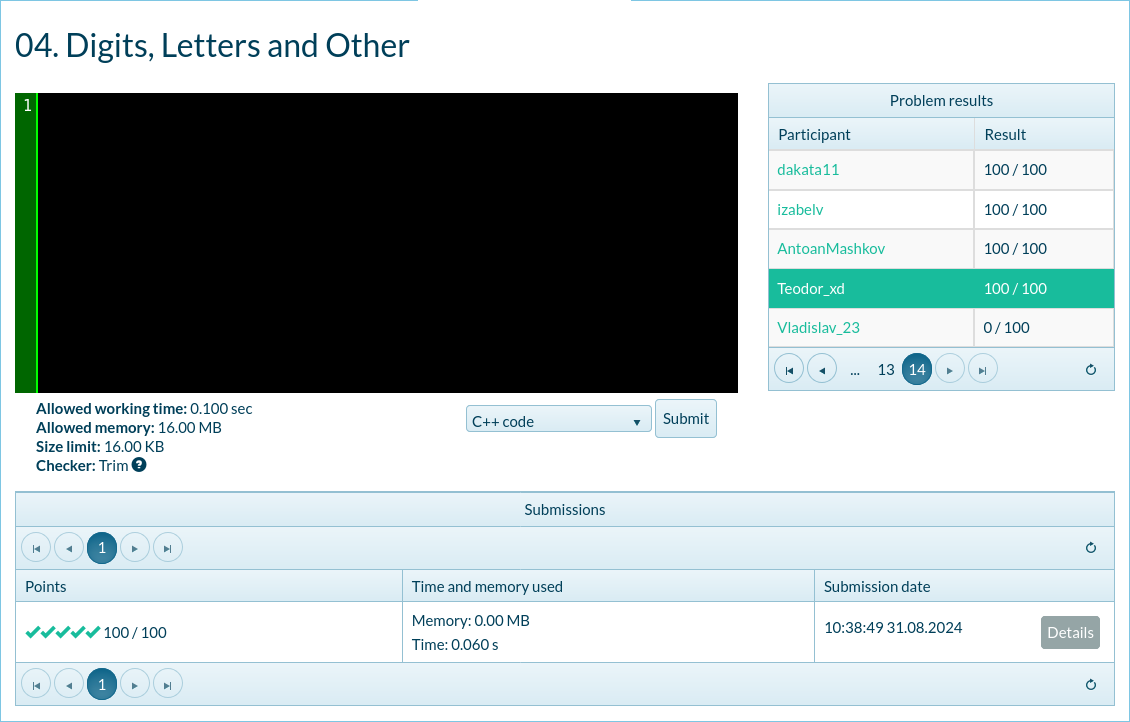 04. Digits, Letters and Other
1
Problem results
Participant Result
dakata11 100 / 100
izabelv 100 / 100
AntoanMashkov 100 / 100
Teodor_xd 100 / 100
Vladislav_23 0 / 100
... 13 14
Allowed working time: 0.100 sec
Allowed memory: 16.00 MB
Size limit: 16.00 KB
Checker: Trim ?
C++ code Submit
Submissions
1
Points Time and memory used Submission date
100 / 100 Memory: 0.00 MB 10:38:49 31.08.2024 Details
Time: 0.060 s
1